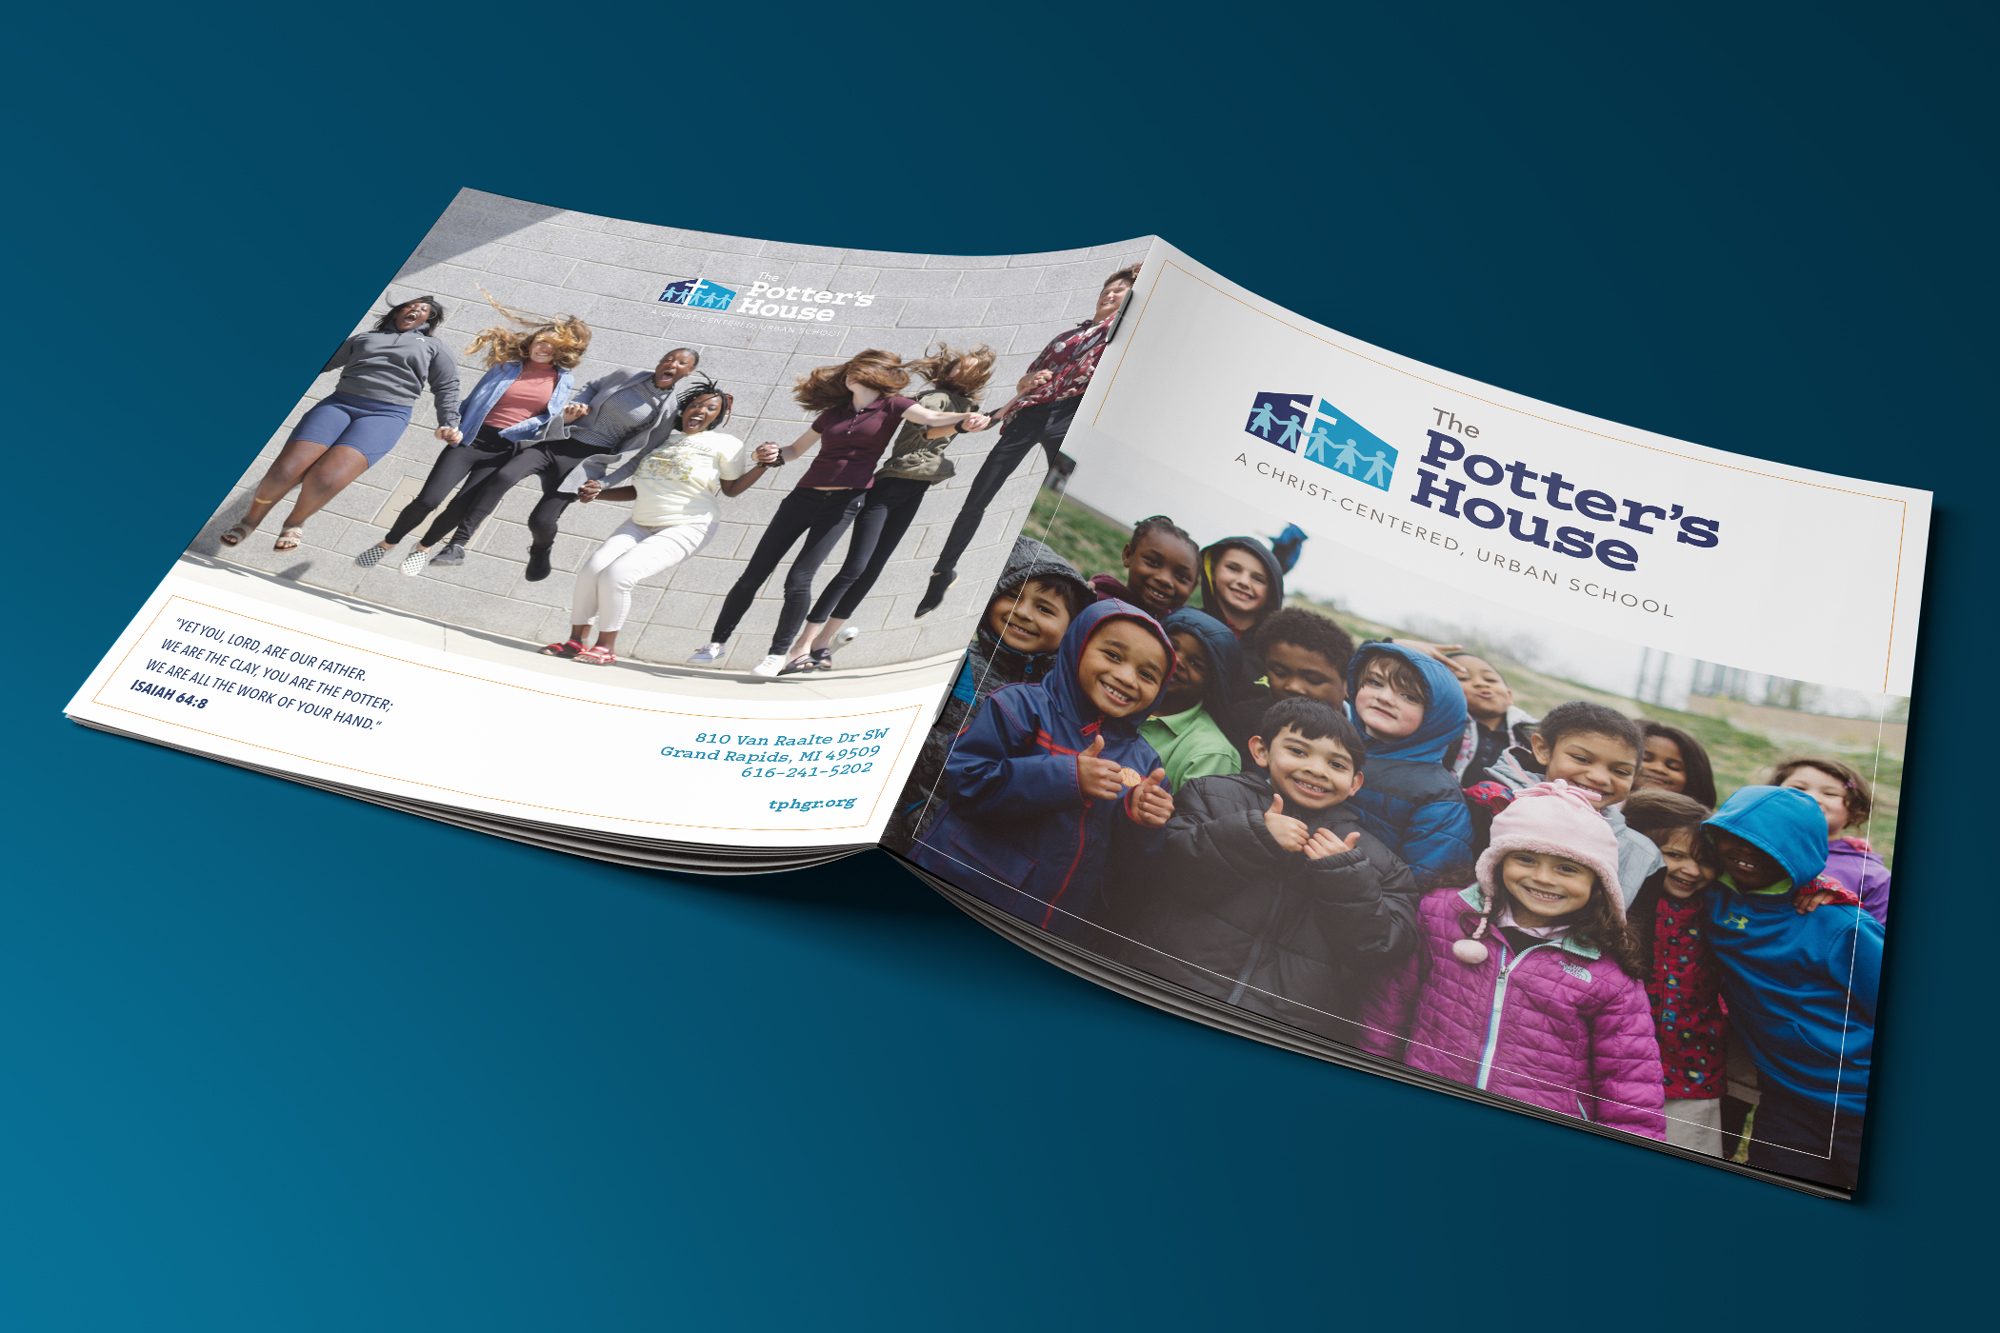 The
Potter's
House
A CHRIST-CENTERED, URBAN SCHOOL
"YET YOU, LORD, ARE OUR FATHER.
WE ARE THE CLAY, YOU ARE THE POTTER;
WE ARE ALL THE WORK OF YOUR HAND."
ISAIAH 64:8
810 Van Raalte Dr SW
Grand Rapids, MI 49509
616-241-5202
tphgr.org
The
Potter's
House
A CHRIST-CENTERED, URBAN SCHOOL